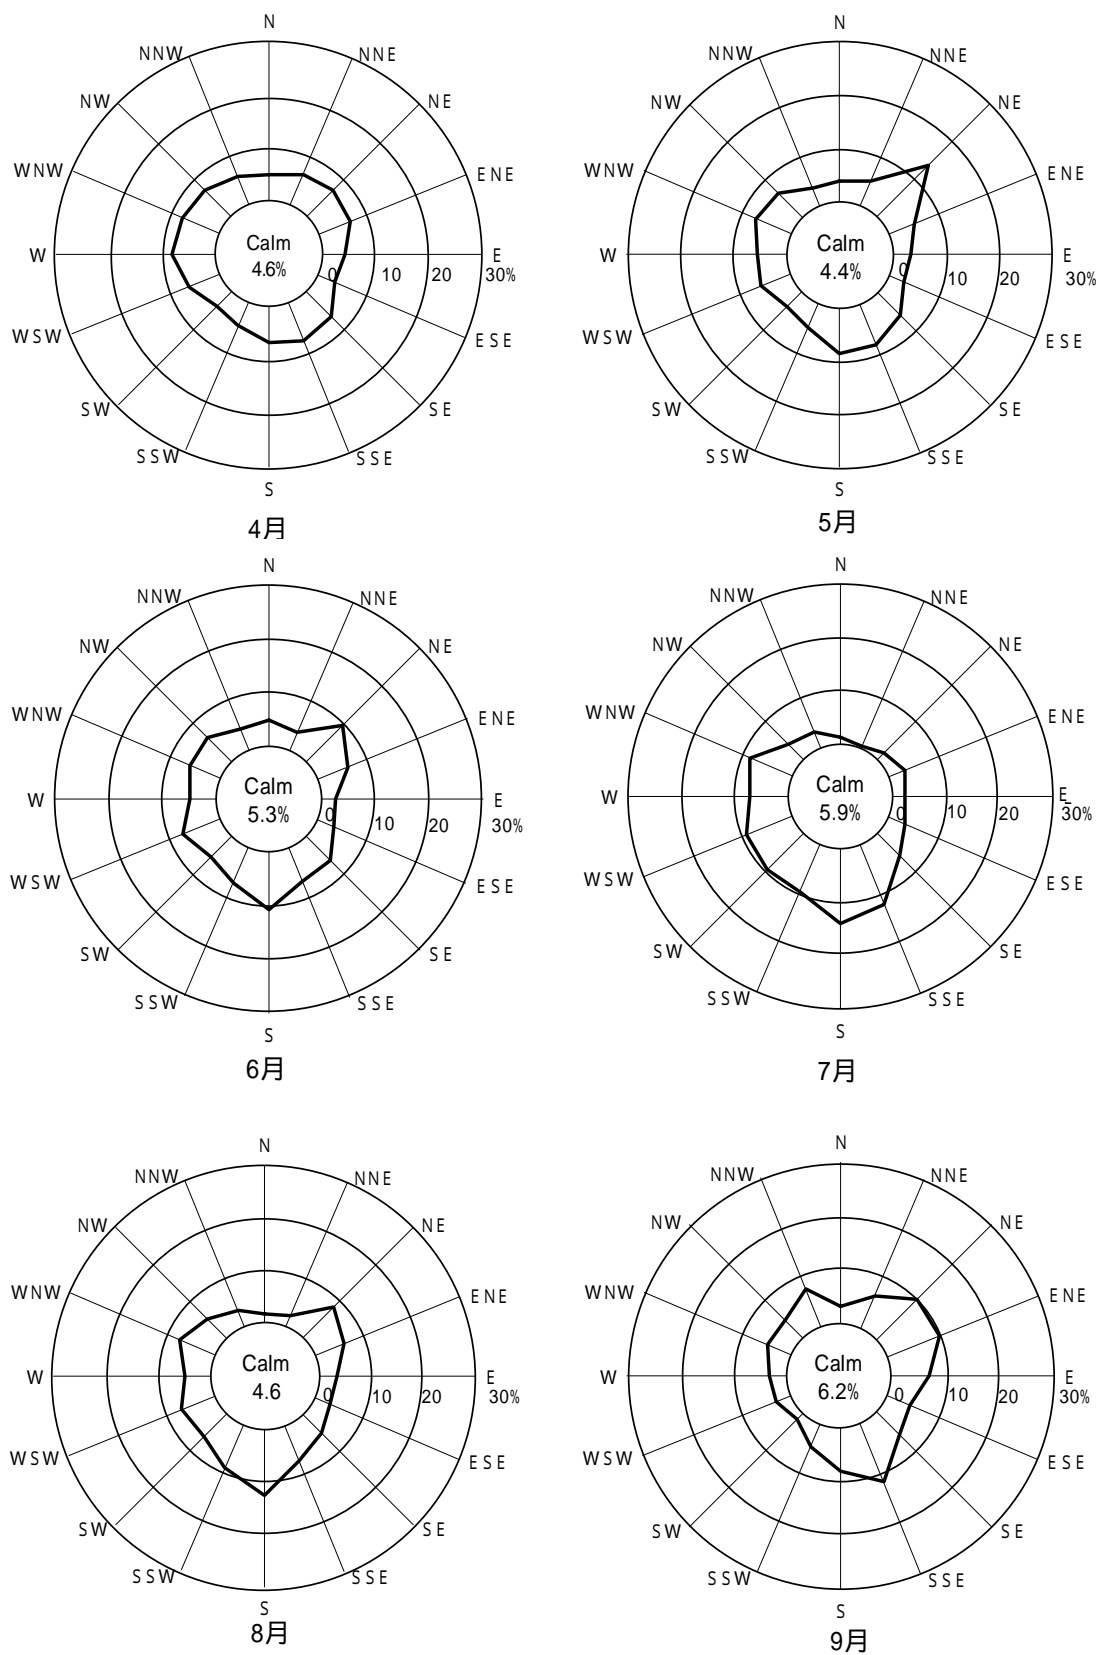 N
NNW NNE
NW NE
WNW ENE
W Calm E
4.6% 0 10 20 30%
WSW ESE
SW SE
SSW SSE
S
4月
N
NNW NNE
NW NE
WNW ENE
W Calm E
4.4% 0 10 20 30%
WSW ESE
SW SE
SSW SSE
S
5月
N
NNW NNE
NW NE
WNW ENE
W Calm E
5.3% 0 10 20 30%
WSW ESE
SW SE
SSW SSE
S
6月
N
NNW NNE
NW NE
WNW ENE
W Calm E
5.9% 0 10 20 30%
WSW ESE
SW SE
SSW SSE
S
7月
N
NNW NNE
NW NE
WNW ENE
W Calm E
4.6 0 10 20 30%
WSW ESE
SW SE
SSW SSE
S
8月
N
NNW NNE
NW NE
WNW ENE
W Calm E
6.2% 0 10 20 30%
WSW ESE
SW SE
SSW SSE
S
9月